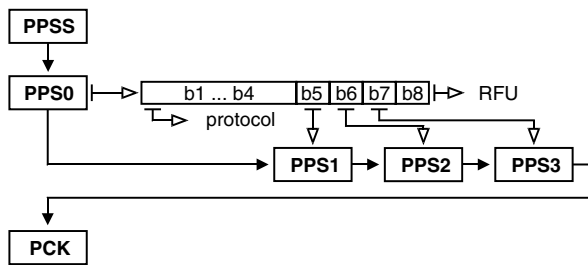 PPSS
PPS0 b1 ... b4 b5 b6 b7 b8 RFU
protocol
PPS1 PPS2 PPS3
PCK